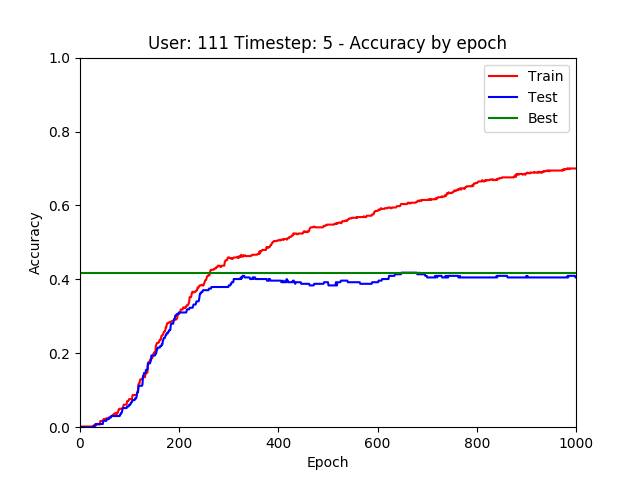 User: 111 Timestep: 5 - Accuracy by epoch
1.0
0.8
0.6
0.4
0.2
0.0
Accuracy
Train
Test
Best
0 200 400 600 800 1000
Epoch